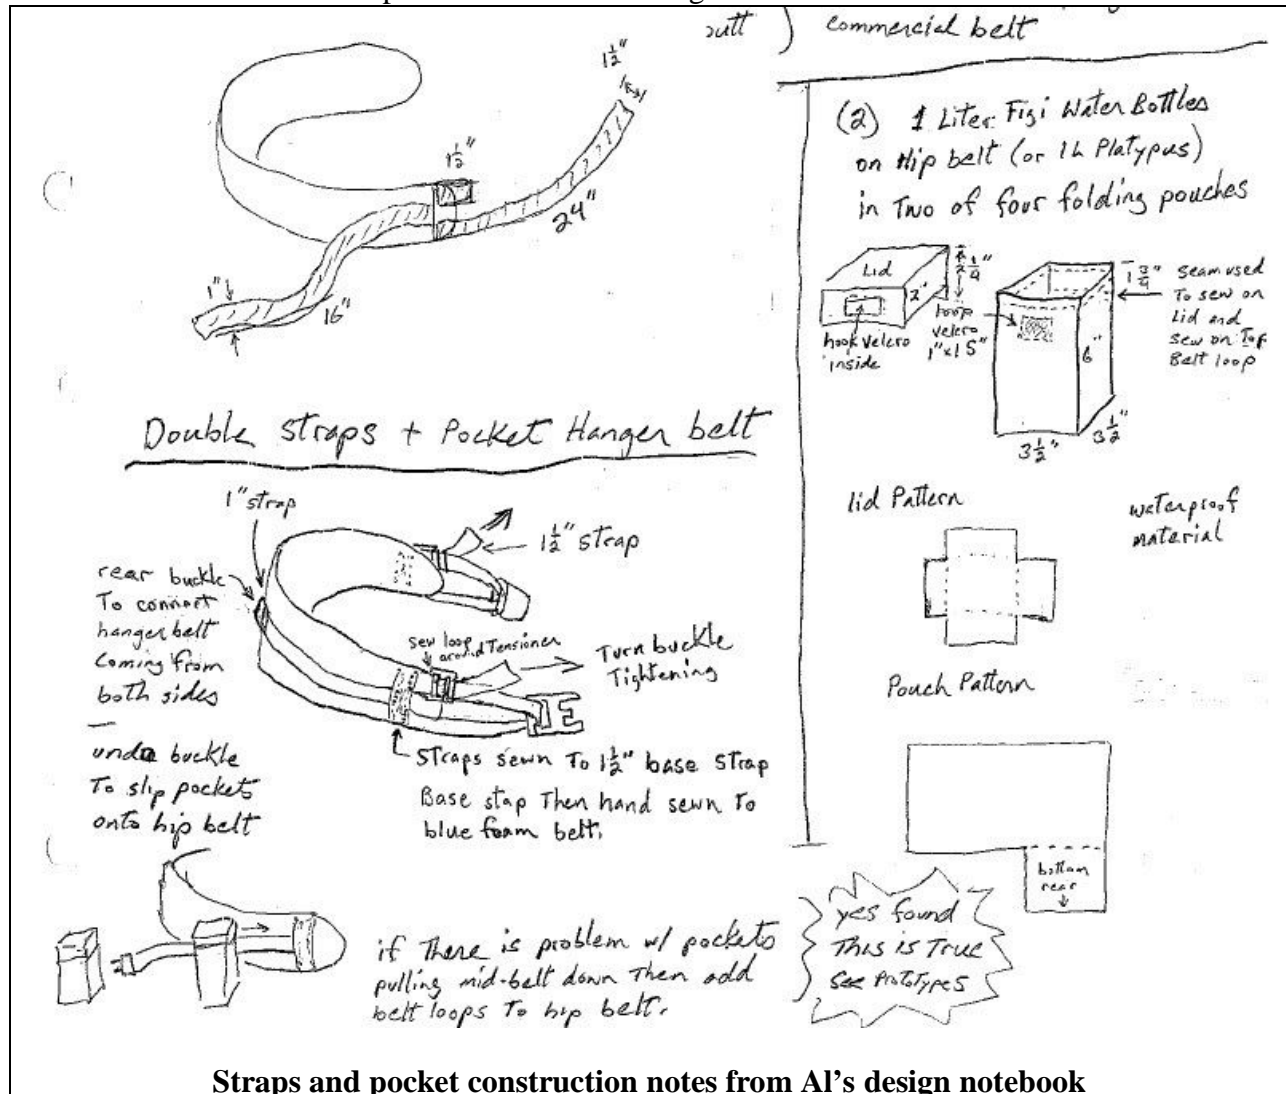 commercial belt
1½"
1½"
24"
1"
16"
Double Straps + Pocket Hanger belt
1" strap
1½" strap
rear buckle
To connect
hanger belt
Coming from
both sides
—
undo buckle
To slip pockets
onto hip belt
Sew loop
around Tensioner
Turn buckle
Tightening
Straps sewn To 1½" base strap
Base stap Then hand sewn To
blue foam belt.
if There is problem w/ pockets
pulling mid-belt down Then add
belt loops To hip belt.
yes found
This is True
see Prototypes
(2) 1 Liter Figi Water Bottles
on Hip belt (or 1L Platypus)
in Two of four folding pouches
Lid
2"
hook velcro
inside
loop
velcro
1"x1.5"
1¾"
6"
3½"
3½"
seam used
To sew on
Lid and
sew on Top
Belt loop
lid Pattern
waterproof
material
Pouch Pattern
bottom
rear
Straps and pocket construction notes from Al's design notebook